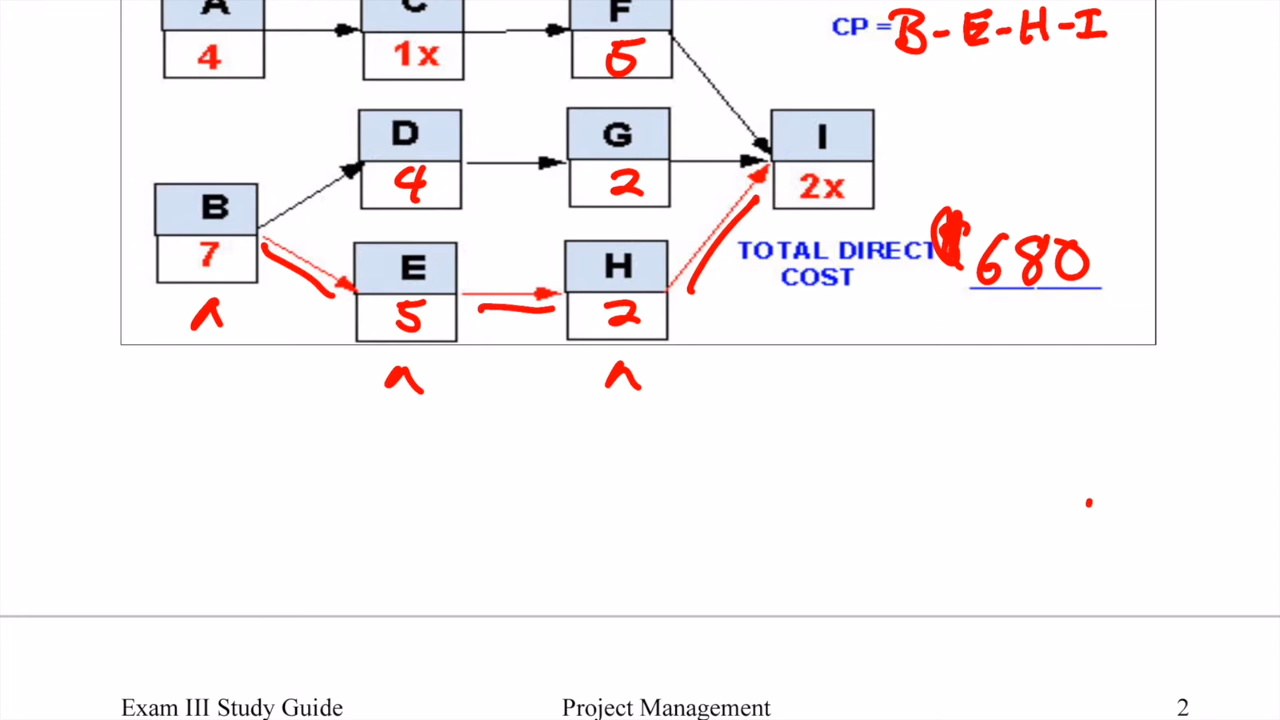 A C F
CP = B-E-H-I
4 1x 5
D G I
4 2 2x
B
7
E H
5 2
TOTAL DIRECT $680
COST
Exam III Study Guide Project Management 2